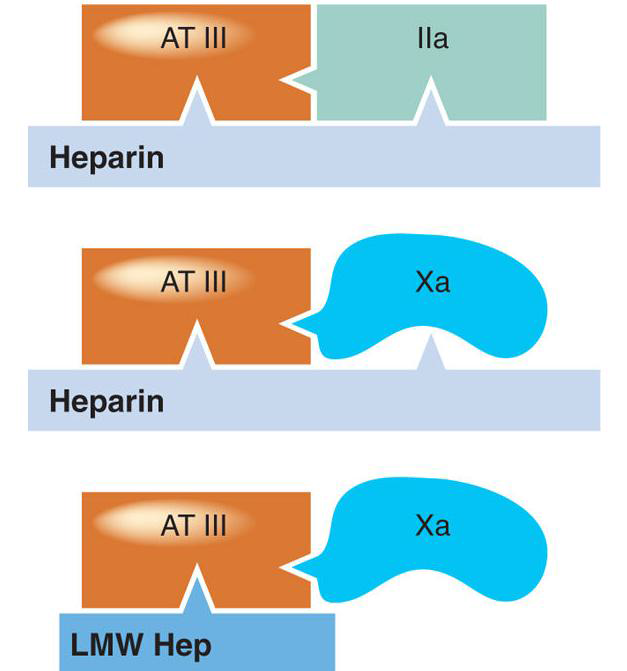 AT III
IIa
Heparin
AT III
Xa
Heparin
AT III
Xa
LMW Hep